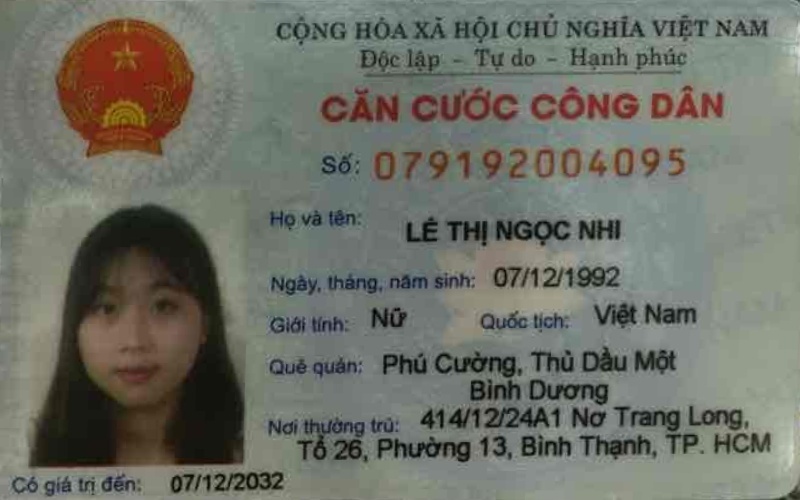 CỘNG HÒA XÃ HỘI CHỦ NGHĨA VIỆT NAM
Độc lập - Tự do - Hạnh phúc
CĂN CƯỚC CÔNG DÂN
Số: 079192004095
Họ và tên: LÊ THỊ NGỌC NHI
Ngày, tháng, năm sinh: 07/12/1992
Giới tính: Nữ Quốc tịch: Việt Nam
Quê quán: Phú Cường, Thủ Dầu Một
Bình Dương
Nơi thường trú: 414/12/24A1 Nơ Trang Long,
Tổ 26, Phường 13, Bình Thạnh, TP. HCM
Có giá trị đến: 07/12/2032